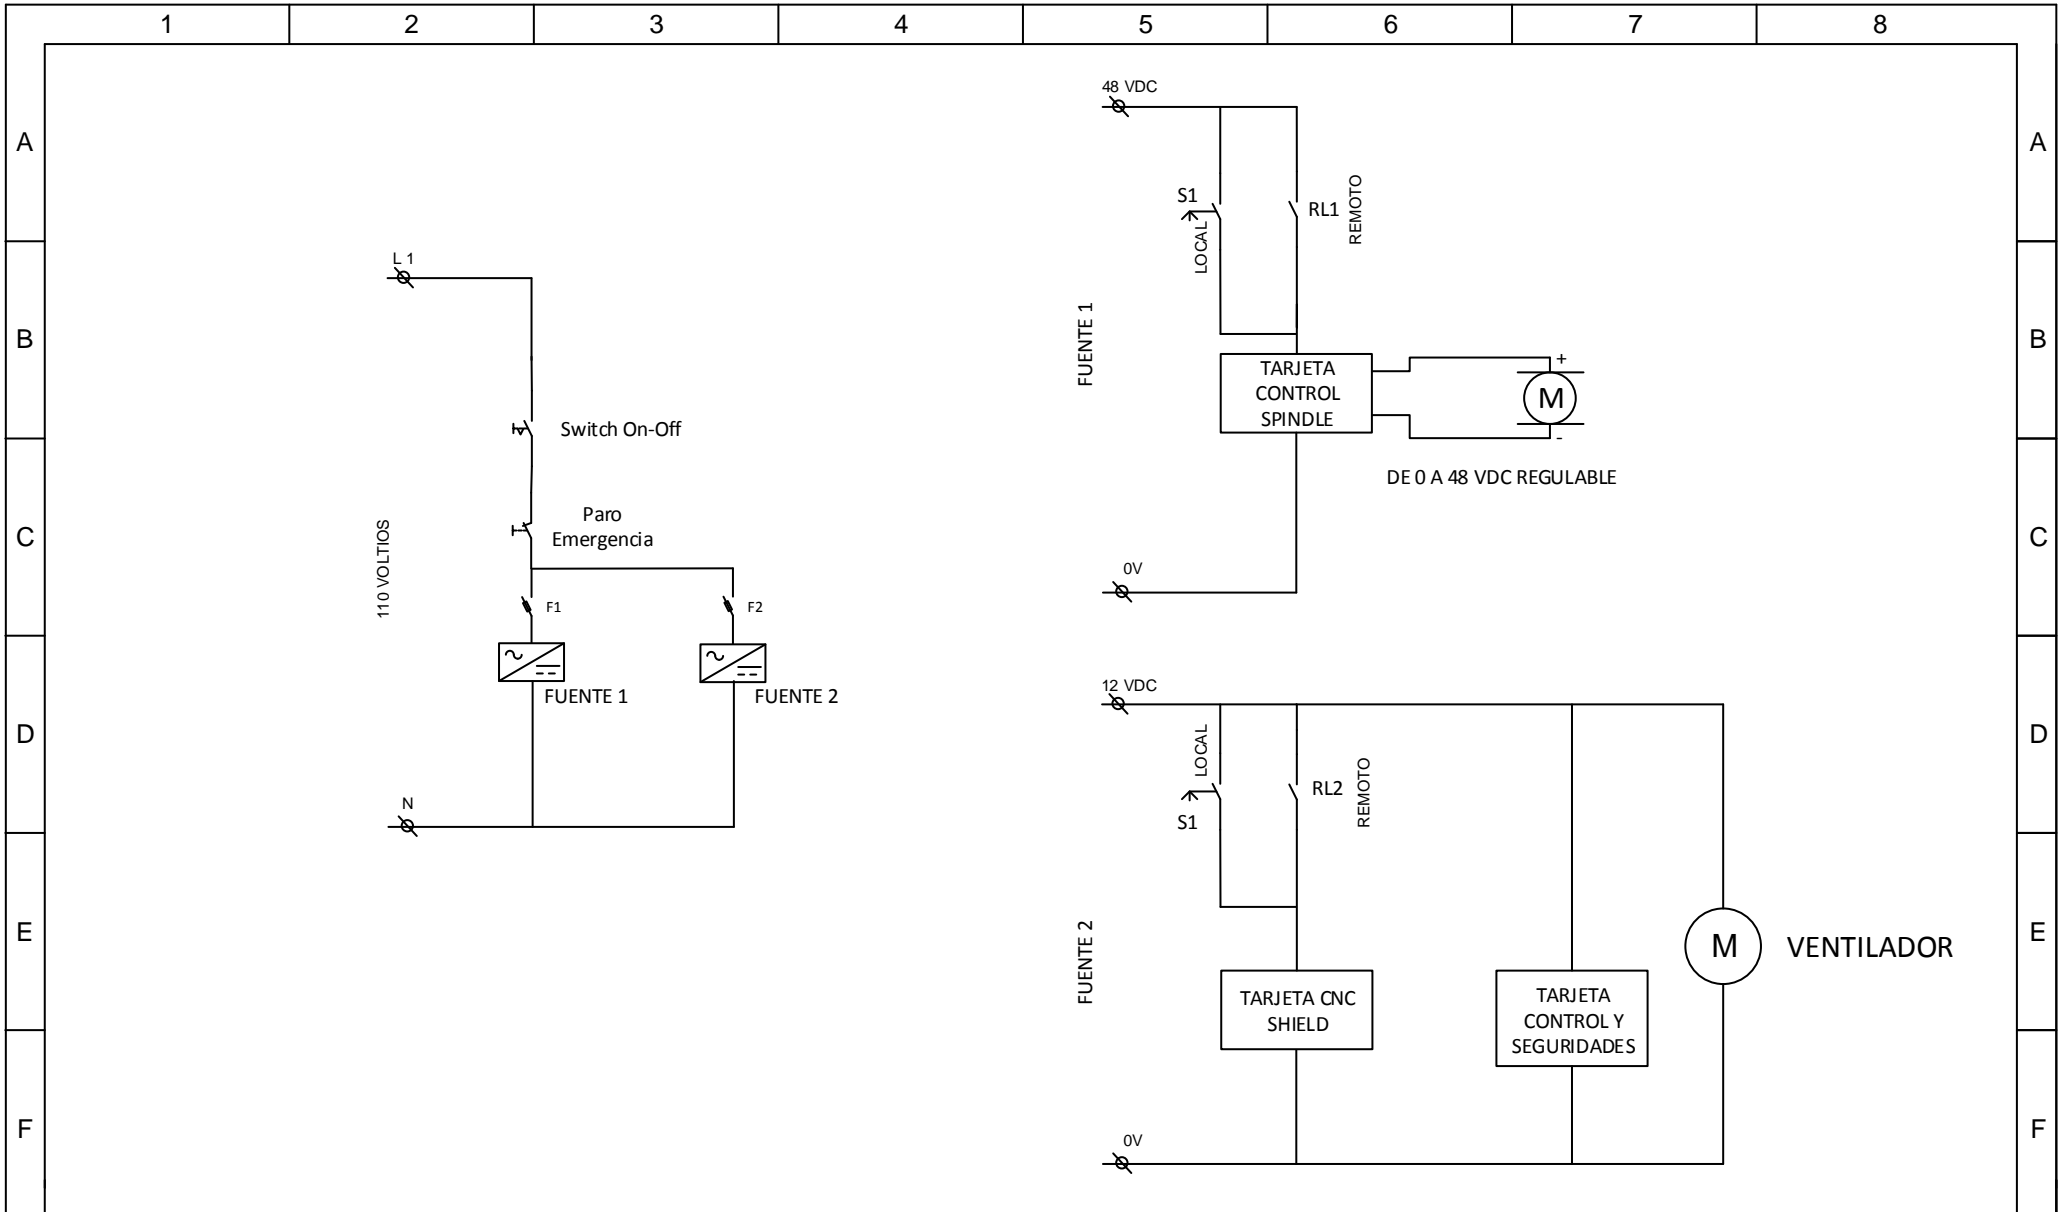 1 2 3 4 5 6 7 8
A
B
C
D
E
F
L 1
Switch On-Off
Paro
Emergencia
110 VOLTIOS
F1
F2
FUENTE 1
FUENTE 2
N
48 VDC
S1
LOCAL
RL1
REMOTO
FUENTE 1
TARJETA
CONTROL
SPINDLE
+
M
-
DE 0 A 48 VDC REGULABLE
0V
12 VDC
LOCAL
S1
RL2
REMOTO
FUENTE 2
TARJETA CNC
SHIELD
TARJETA
CONTROL Y
SEGURIDADES
M
VENTILADOR
0V
A
B
C
D
E
F